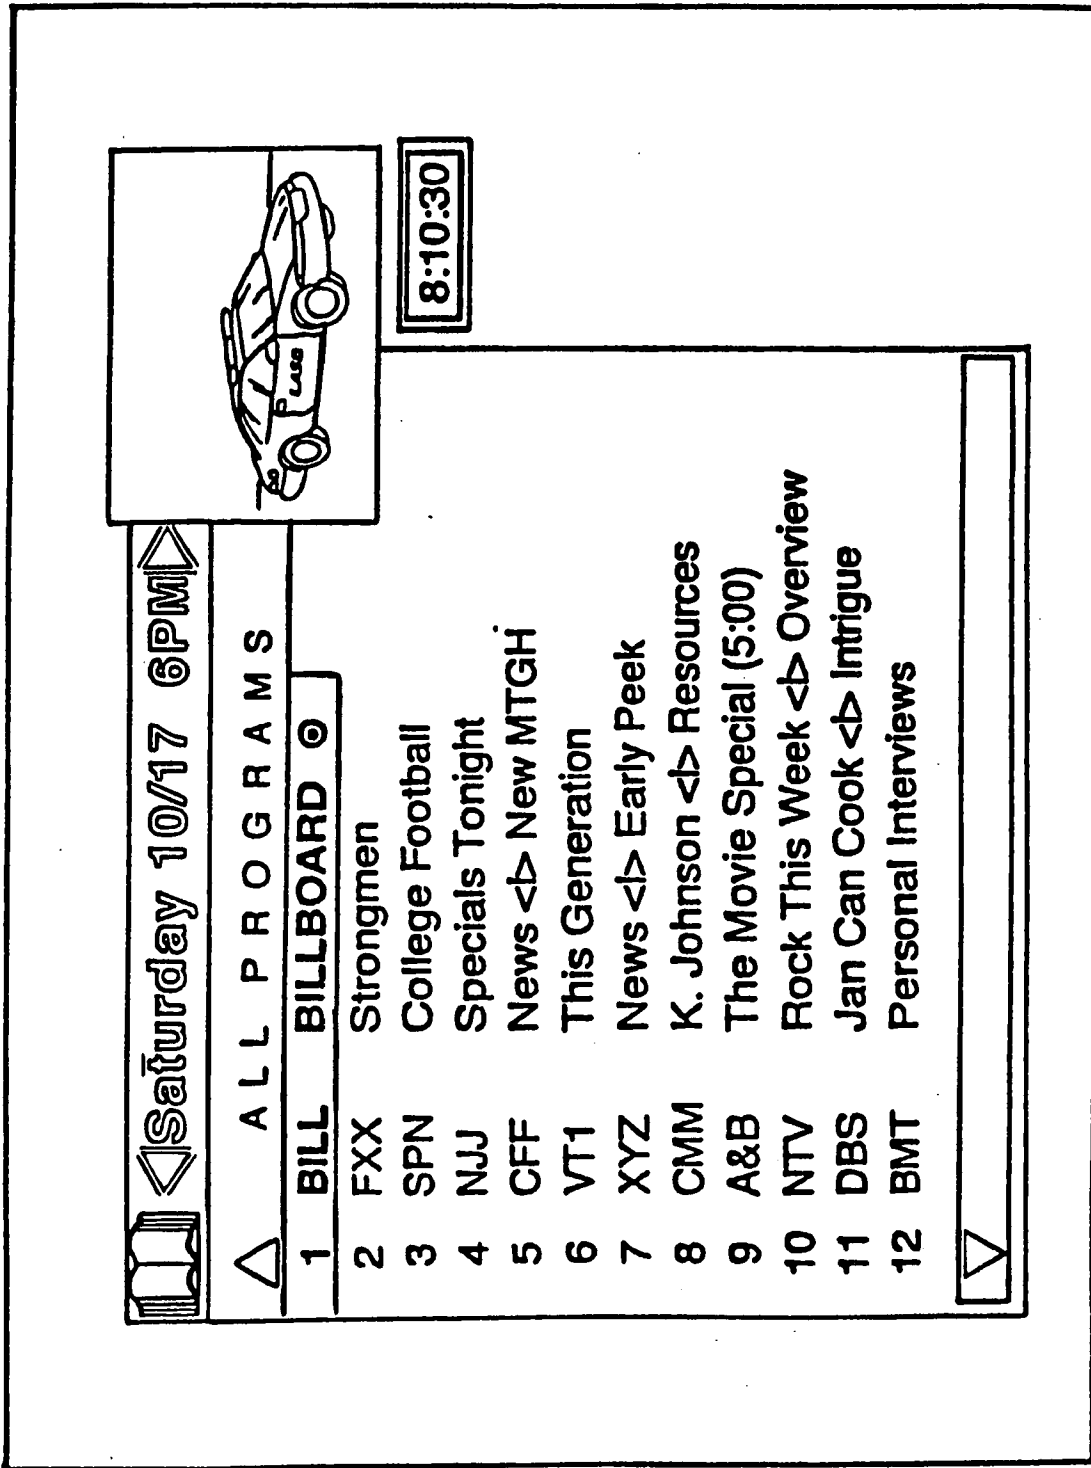 Saturday 10/17 6PM
ALL PROGRAMS
1 BILL BILLBOARD
2 FXX Strongmen
3 SPN College Football
4 NJJ Specials Tonight
5 CFF News <|> New MTGH
6 VT1 This Generation
7 XYZ News <|> Early Peek
8 CMM K. Johnson <|> Resources
9 A&B The Movie Special (5:00)
10 NTV Rock This Week <|> Overview
11 DBS Jan Can Cook <|> Intrigue
12 BMT Personal Interviews
8:10:30